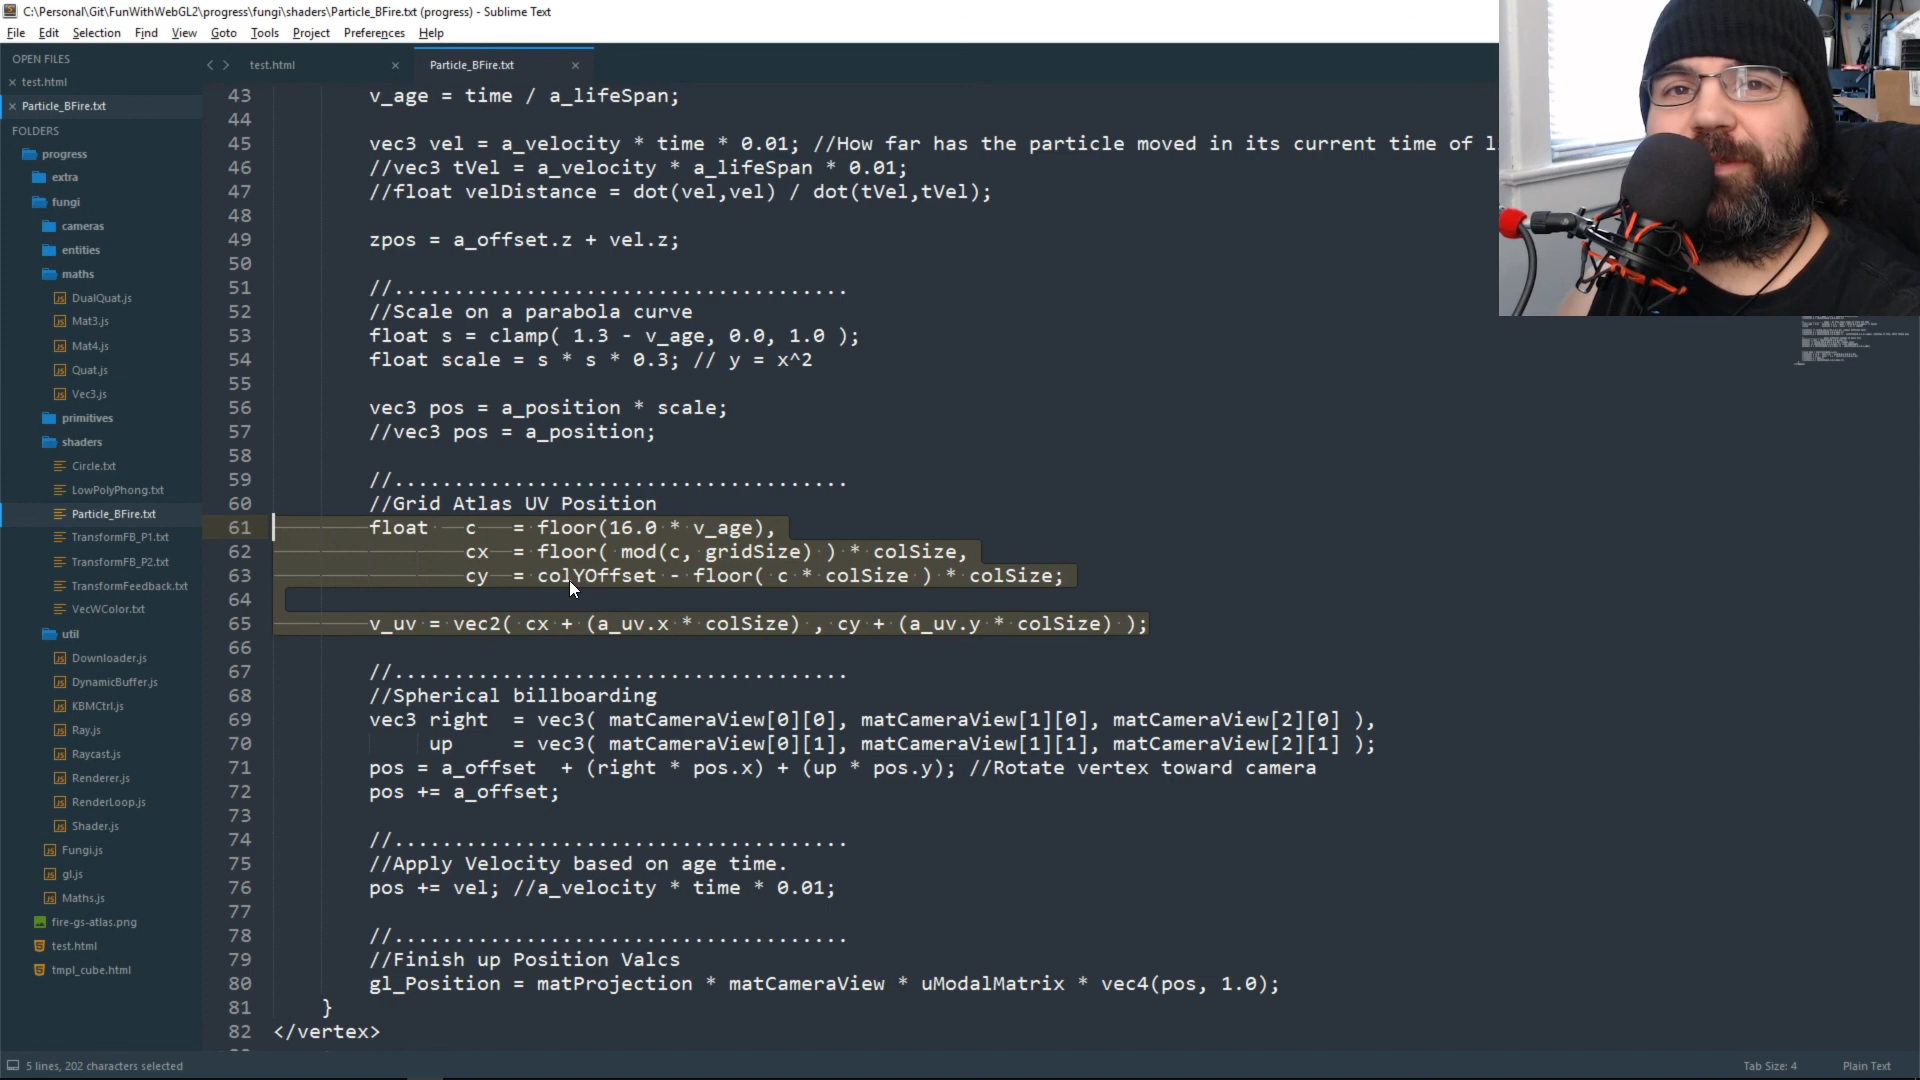 C:\Personal\Git\FunWithWebGL2\progress\fungi\shaders\Particle_BFire.txt (progress) - Sublime Text
File Edit Selection Find View Goto Tools Project Preferences Help
OPEN FILES
test.html
Particle_BFire.txt
FOLDERS
progress
extra
fungi
cameras
entities
maths
DualQuat.js
Mat3.js
Mat4.js
Quat.js
Vec3.js
primitives
shaders
Circle.txt
LowPolyPhong.txt
Particle_BFire.txt
TransformFB_P1.txt
TransformFB_P2.txt
TransformFeedback.txt
VecWColor.txt
util
Downloader.js
DynamicBuffer.js
KBMCtrl.js
Ray.js
Raycast.js
Renderer.js
RenderLoop.js
Shader.js
Fungi.js
gl.js
Maths.js
fire-gs-atlas.png
test.html
tmpl_cube.html
test.html
Particle_BFire.txt
43 v_age = time / a_lifeSpan;
44
45 vec3 vel = a_velocity * time * 0.01; //How far has the particle moved in its current time of l
46 //vec3 tVel = a_velocity * a_lifeSpan * 0.01;
47 //float velDistance = dot(vel,vel) / dot(tVel,tVel);
48
49 zpos = a_offset.z + vel.z;
50
51 //......................................
52 //Scale on a parabola curve
53 float s = clamp( 1.3 - v_age, 0.0, 1.0 );
54 float scale = s * s * 0.3; // y = x^2
55
56 vec3 pos = a_position * scale;
57 //vec3 pos = a_position;
58
59 //......................................
60 //Grid Atlas UV Position
61 float c = floor(16.0 * v_age),
62 cx = floor( mod(c, gridSize) ) * colSize,
63 cy = colYOffset - floor( c * colSize ) * colSize;
64
65 v_uv = vec2( cx + (a_uv.x * colSize) , cy + (a_uv.y * colSize) );
66
67 //......................................
68 //Spherical billboarding
69 vec3 right = vec3( matCameraView[0][0], matCameraView[1][0], matCameraView[2][0] ),
70 up = vec3( matCameraView[0][1], matCameraView[1][1], matCameraView[2][1] );
71 pos = a_offset + (right * pos.x) + (up * pos.y); //Rotate vertex toward camera
72 pos += a_offset;
73
74 //......................................
75 //Apply Velocity based on age time.
76 pos += vel; //a_velocity * time * 0.01;
77
78 //......................................
79 //Finish up Position Valcs
80 gl_Position = matProjection * matCameraView * uModalMatrix * vec4(pos, 1.0);
81 }
82 </vertex>
5 lines, 202 characters selected
Tab Size: 4
Plain Text